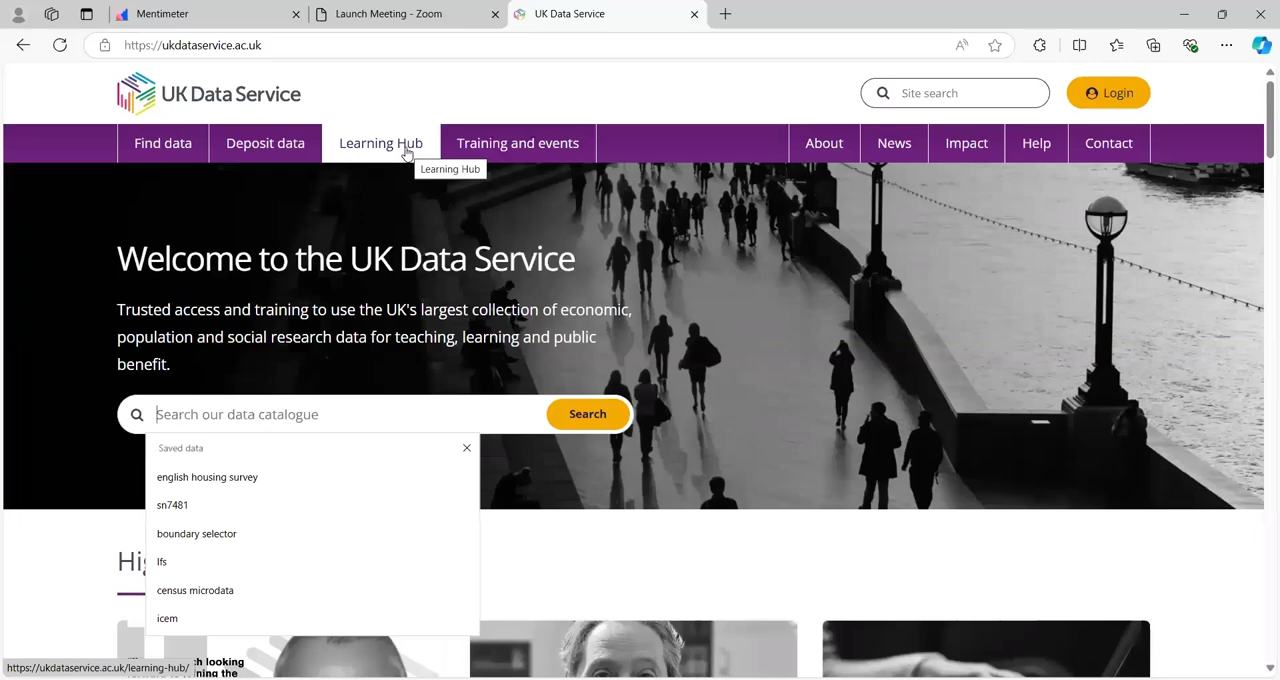 Mentimeter
Launch Meeting - Zoom
UK Data Service
https://ukdataservice.ac.uk
UK Data Service
Site search
Login
Find data
Deposit data
Learning Hub
Training and events
About
News
Impact
Help
Contact
Learning Hub
Welcome to the UK Data Service
Trusted access and training to use the UK's largest collection of economic,
population and social research data for teaching, learning and public
benefit.
Search our data catalogue
Search
Saved data
english housing survey
sn7481
boundary selector
lfs
census microdata
icem
looking
the
https://ukdataservice.ac.uk/learning-hub/